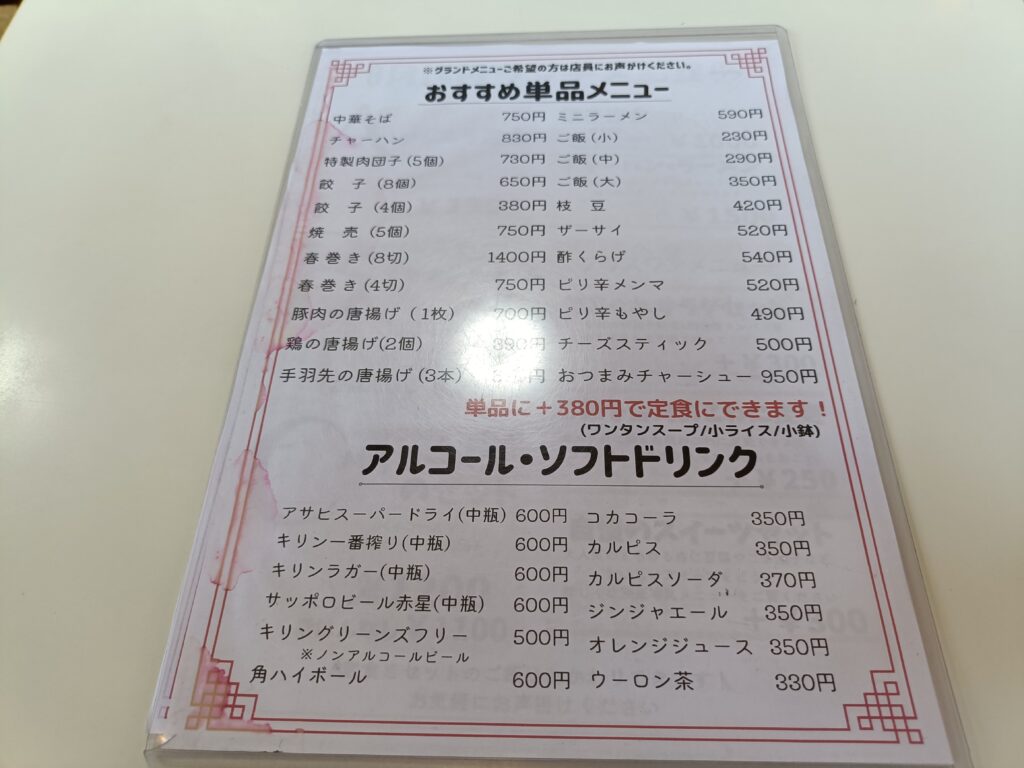 ※グランドメニューご希望の方は店員にお声がけください。
おすすめ単品メニュー
中華そば 750円 ミニラーメン 590円
チャーハン 830円 ご飯(小) 230円
特製肉団子(5個) 730円 ご飯(中) 290円
餃 子 (8個) 650円 ご飯(大) 350円
餃 子 (4個) 380円 枝 豆 420円
焼 売 (5個) 750円 ザーサイ 520円
春巻き(8切) 1400円 酢くらげ 540円
春巻き(4切) 750円 ピリ辛メンマ 520円
豚肉の唐揚げ (1枚) 700円 ピリ辛もやし 490円
鶏の唐揚げ(2個) チーズスティック 500円
手羽先の唐揚げ(3本) おつまみチャーシュー 950円
単品に+380円で定食にできます!
(ワンタンスープ/小ライス/小鉢)
アルコール・ソフトドリンク
アサヒスーパードライ(中瓶) 600円 コカコーラ 350円
キリン一番搾り(中瓶) 600円 カルピス 350円
キリンラガー(中瓶) 600円 カルピスソーダ 370円
サッポロビール赤星(中瓶) 600円 ジンジャエール 350円
キリングリーンズフリー 500円 オレンジジュース 350円
※ノンアルコールビール
角ハイボール 600円 ウーロン茶 330円